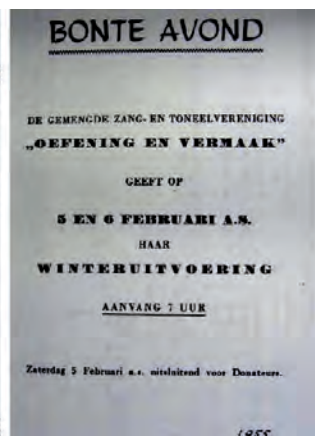 BONTE AVOND
DE GEMENGDE ZANG- EN TONEELVERENIGING
„OEFENING EN VERMAAK”
GEEFT OP
5 EN 6 FEBRUARI A.S.
HAAR
WINTERUITVOERING
AANVANG 7 UUR
Zaterdag 5 Februari a.s. uitsluitend voor Donateurs.
1955